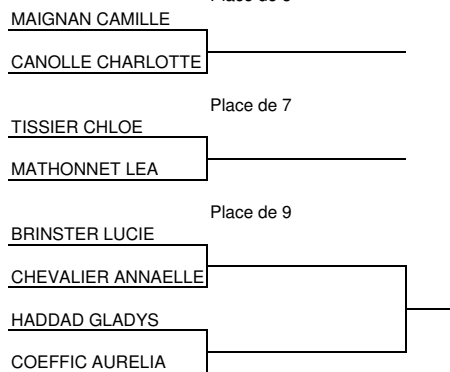 MAIGNAN CAMILLE
CANOLLE CHARLOTTE
Place de 7
TISSIER CHLOE
MATHONNET LEA
Place de 9
BRINSTER LUCIE
CHEVALIER ANNAELLE
HADDAD GLADYS
COEFFIC AURELIA